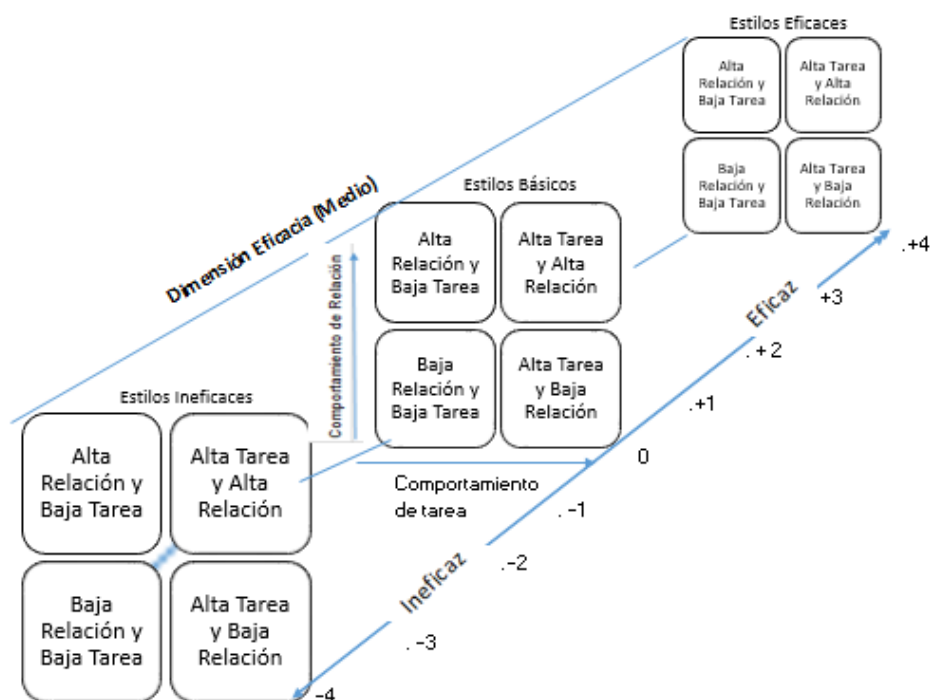 Estilos Eficaces
Alta
Relación y
Baja Tarea
Alta Tarea
y Alta
Relación
Baja
Relación y
Baja Tarea
Alta Tarea
y Baja
Relación
Dimensión Eficacia (Medio)
Estilos Básicos
Alta
Relación y
Baja Tarea
Alta Tarea
y Alta
Relación
Baja
Relación y
Baja Tarea
Alta Tarea
y Baja
Relación
Comportamiento de Relación
Comportamiento
de tarea
Estilos Ineficaces
Alta
Relación y
Baja Tarea
Alta Tarea
y Alta
Relación
Baja
Relación y
Baja Tarea
Alta Tarea
y Baja
Relación
Eficaz
.+4
+3
.+2
.+1
0
.-1
.-2
.-3
-4
Ineficaz